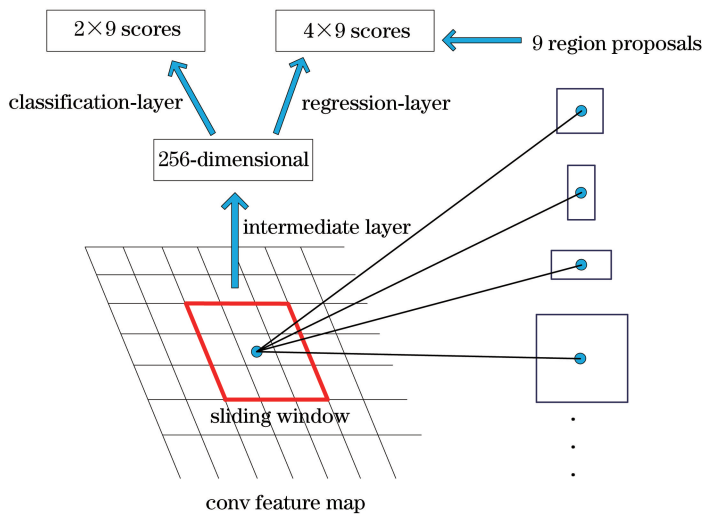 2×9 scores
4×9 scores
9 region proposals
classification-layer
regression-layer
256-dimensional
intermediate layer
sliding window
conv feature map